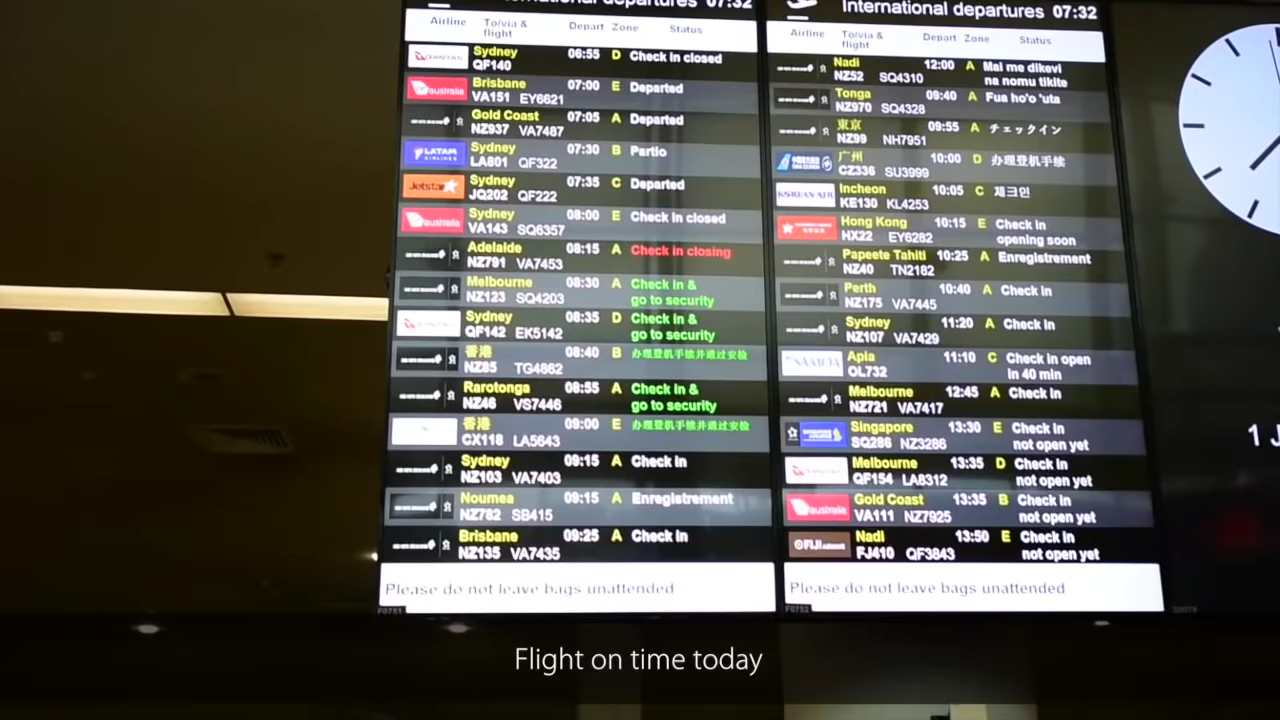 International departures 07:32
Airline To/via & flight Depart Zone Status
QANTAS Sydney 06:55 D Check in closed
QF140
australia Brisbane 07:00 E Departed
VA151 EY6621
Gold Coast 07:05 A Departed
NZ937 VA7487
LATAM AIRLINES Sydney 07:30 B Partio
LA801 QF322
Jetstar Sydney 07:35 C Departed
JQ202 QF222
australia Sydney 08:00 E Check in closed
VA143 SQ6357
Adelaide 08:15 A Check in closing
NZ791 VA7453
Melbourne 08:30 A Check in &
NZ123 SQ4203 go to security
Sydney 08:35 D Check in &
QF142 EK5142 go to security
香港 08:40 B 办理登机手续并通过安检
NZ85 TG4862
Rarotonga 08:55 A Check in &
NZ46 VS7446 go to security
香港 09:00 E 办理登机手续并通过安检
CX118 LA5643
Sydney 09:15 A Check in
NZ103 VA7403
Noumea 09:15 A Enregistrement
NZ782 SB415
Brisbane 09:25 A Check in
NZ135 VA7435
Please do not leave bags unattended
F0751
International departures 07:32
Airline To/via & flight Depart Zone Status
Nadi 12:00 A Mai me dikevi
NZ52 SQ4310 na nomu tikite
Tonga 09:40 A Fua ho'o 'uta
NZ970 SQ4328
東京 09:55 A チェックイン
NZ99 NH7951
广州 10:00 D 办理登机手续
CZ336 SU3999
KOREAN AIR Incheon 10:05 C 체크인
KE130 KL4253
Hong Kong 10:15 E Check in
HX22 EY6282 opening soon
Papeete Tahiti 10:25 A Enregistrement
NZ40 TN2182
Perth 10:40 A Check in
NZ175 VA7445
Sydney 11:20 A Check in
NZ107 VA7429
SAMOA Apia 11:10 C Check in open
OL732 in 40 min
Melbourne 12:45 A Check in
NZ721 VA7417
Singapore 13:30 E Check in
SQ286 NZ3286 not open yet
Melbourne 13:35 D Check in
QF154 LA8312 not open yet
australia Gold Coast 13:35 B Check in
VA111 NZ7925 not open yet
FIJI Nadi 13:50 E Check in
FJ410 QF3843 not open yet
Please do not leave bags unattended
F0752
1 J
Flight on time today